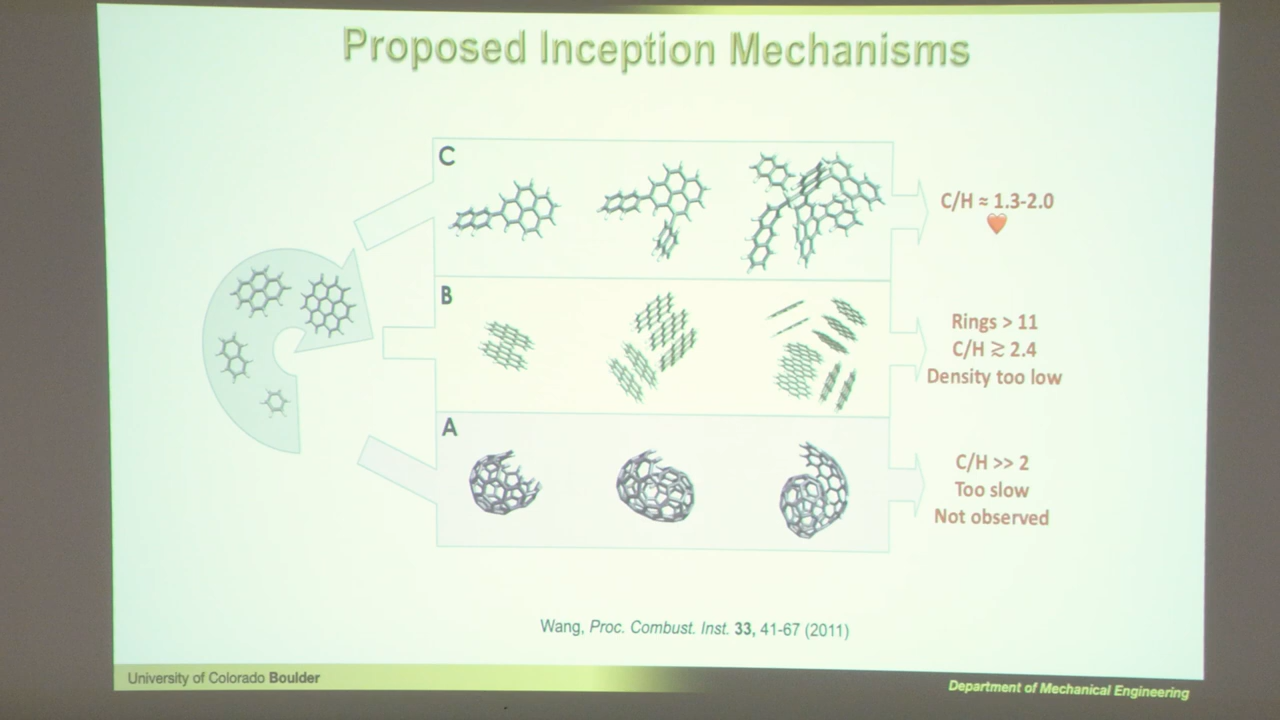 Proposed Inception Mechanisms
C
C/H ≈ 1.3-2.0
B
Rings > 11
C/H ≳ 2.4
Density too low
A
C/H >> 2
Too slow
Not observed
Wang, Proc. Combust. Inst. 33, 41-67 (2011)
University of Colorado Boulder
Department of Mechanical Engineering